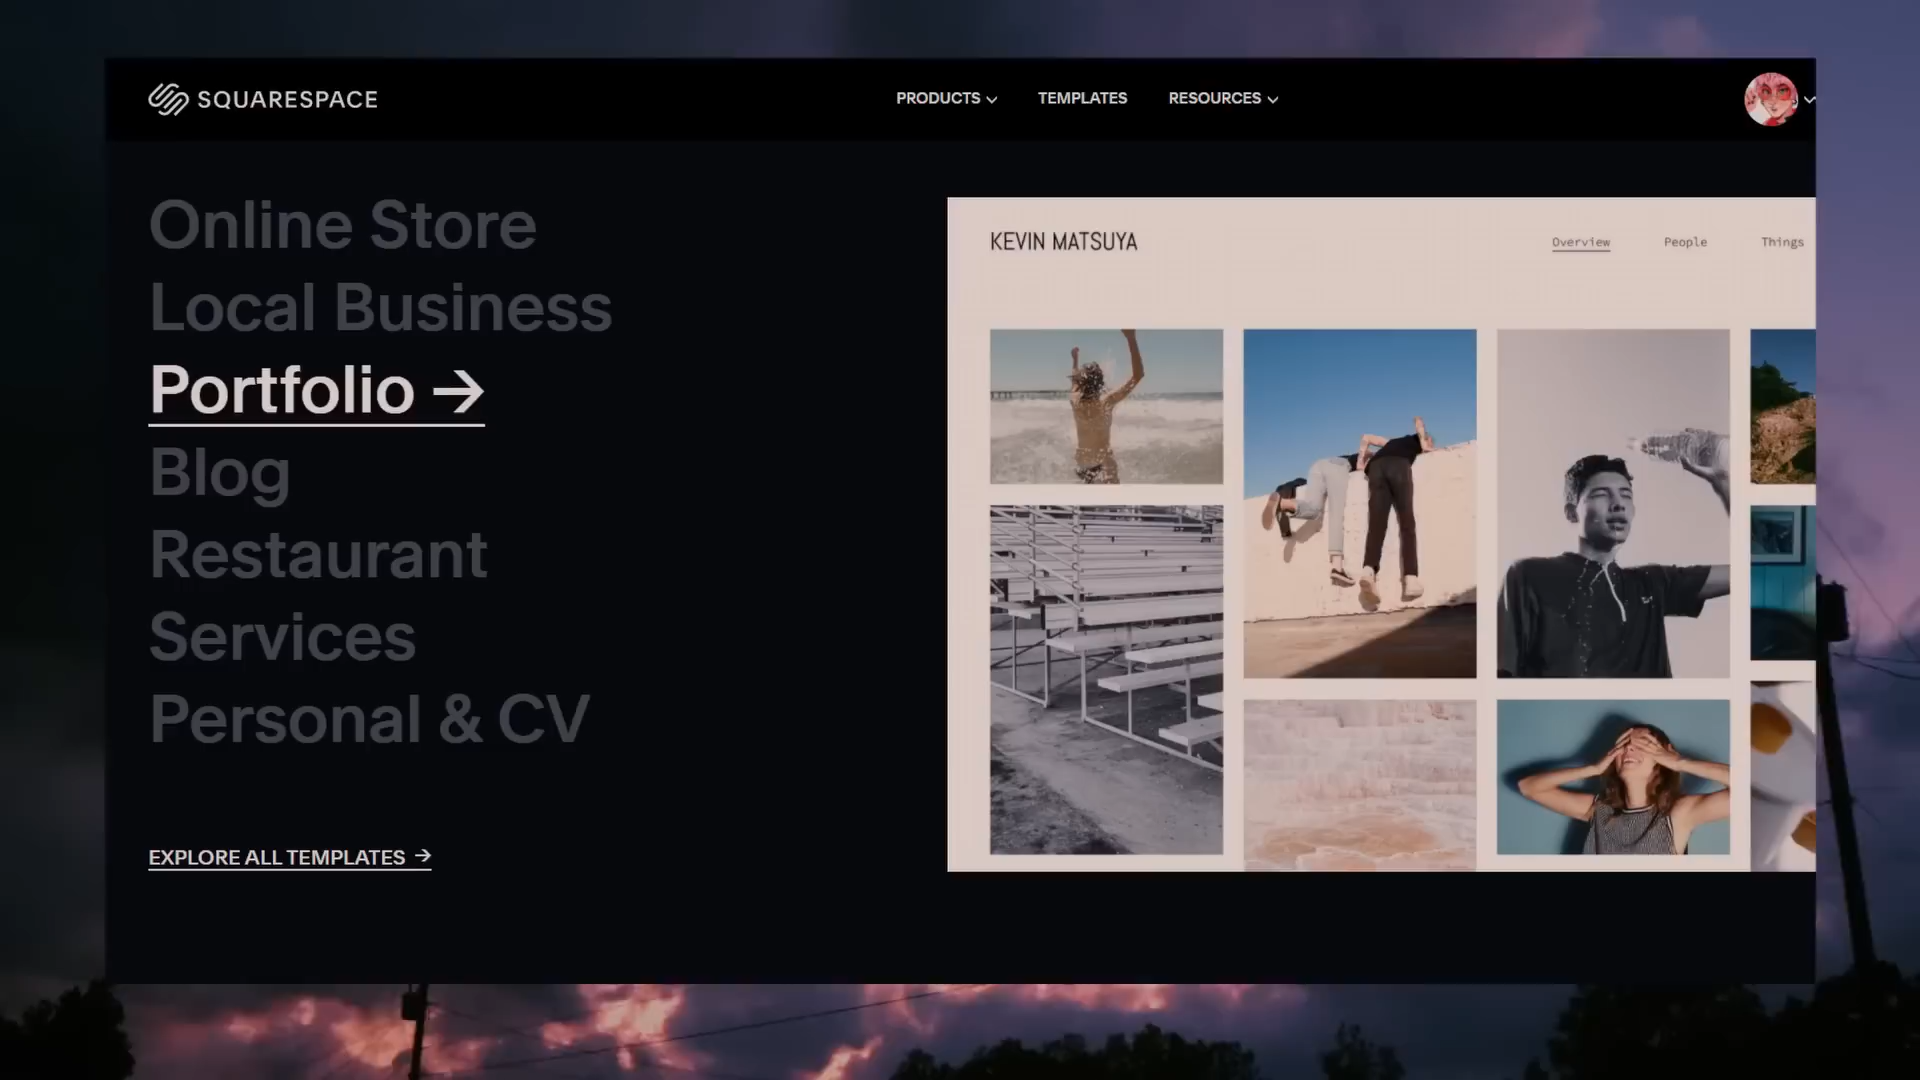 SQUARESPACE
PRODUCTS
TEMPLATES
RESOURCES
Online Store
Local Business
Portfolio →
Blog
Restaurant
Services
Personal & CV
EXPLORE ALL TEMPLATES →
KEVIN MATSUYA
Overview
People
Things